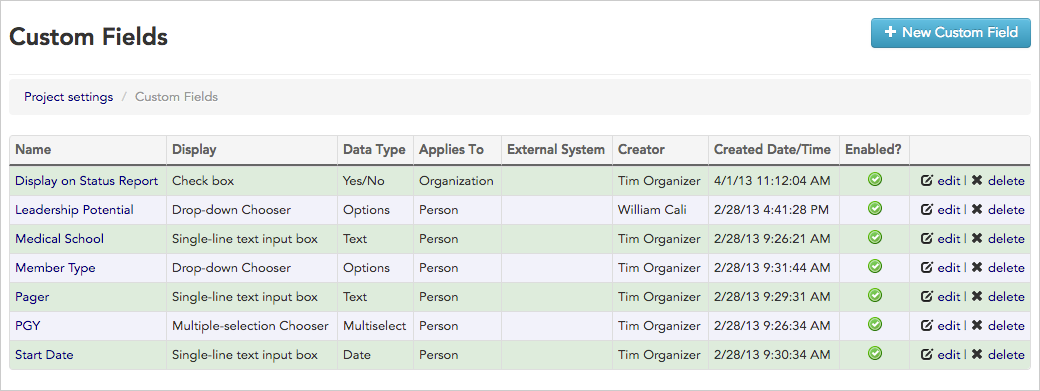 Custom Fields
New Custom Field
Project settings / Custom Fields
Name Display Data Type Applies To External System Creator Created Date/Time Enabled?
Display on Status Report Check box Yes/No Organization Tim Organizer 4/1/13 11:12:04 AM edit | delete
Leadership Potential Drop-down Chooser Options Person William Cali 2/28/13 4:41:28 PM edit | delete
Medical School Single-line text input box Text Person Tim Organizer 2/28/13 9:26:21 AM edit | delete
Member Type Drop-down Chooser Options Person Tim Organizer 2/28/13 9:31:44 AM edit | delete
Pager Single-line text input box Text Person Tim Organizer 2/28/13 9:29:31 AM edit | delete
PGY Multiple-selection Chooser Multiselect Person Tim Organizer 2/28/13 9:26:34 AM edit | delete
Start Date Single-line text input box Date Person Tim Organizer 2/28/13 9:30:34 AM edit | delete